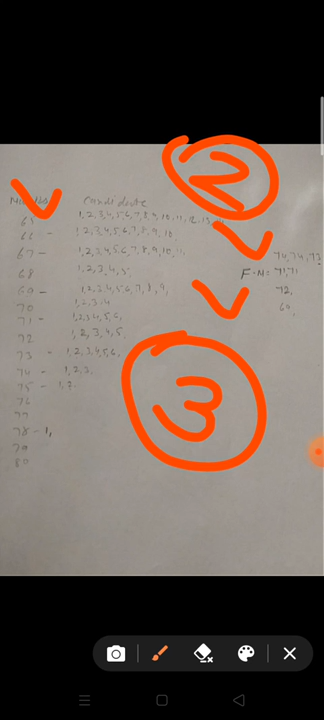 Candidate
2
65 1,2,3,4,5,6,7,8,9,10,11,12,13
66 - 1,2,3,4,5,6,7,8,9,10
67 - 1,2,3,4,5,6,7,8,9,10,11
74,74,73
68 1,2,3,4,5
F.N = 71,71
69 - 1,2,3,4,5,6,7,8,9,
72,
70 1,2,3,4
71 - 1,2,3,4,5,6,
72 1,2,3,4,5
73 - 1,2,3,4,5,6,
74 - 1,2,3,
75 - 1,2
76
77
78 - 1,
79
80
3